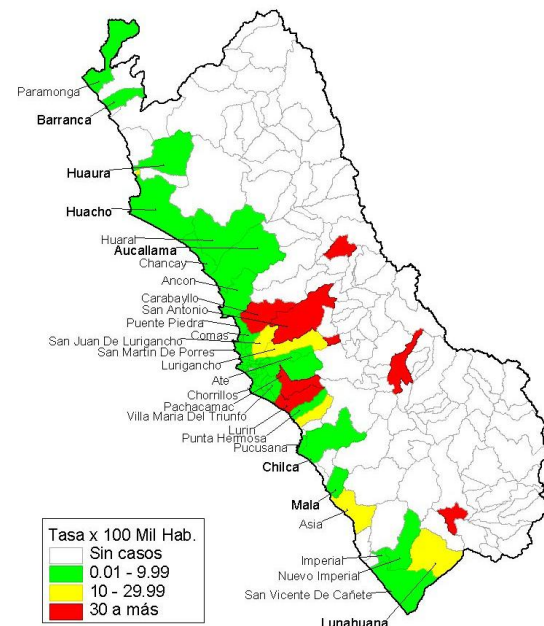 Paramonga
Barranca
Huaura
Huacho
Huaral
Aucallama
Chancay
Ancon
Carabayllo
San Antonio
Puente Piedra
Comas
San Juan De Lurigancho
San Martin De Porres
Lurigancho
Ate
Chorrillos
Pachacamac
Villa Maria Del Triunfo
Lurin
Punta Hermosa
Pucusana
Chilca
Mala
Asia
Imperial
Nuevo Imperial
San Vicente De Cañete
Lunahuana
Tasa x 100 Mil Hab.
Sin casos
0.01 - 9.99
10 - 29.99
30 a más